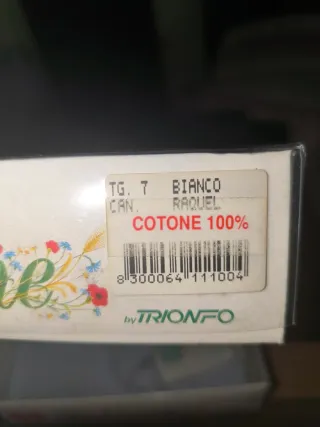 TG. 7 BIANCO
CAN. RAQUEL
COTONE 100%
8 300064 111004
by TRIONFO